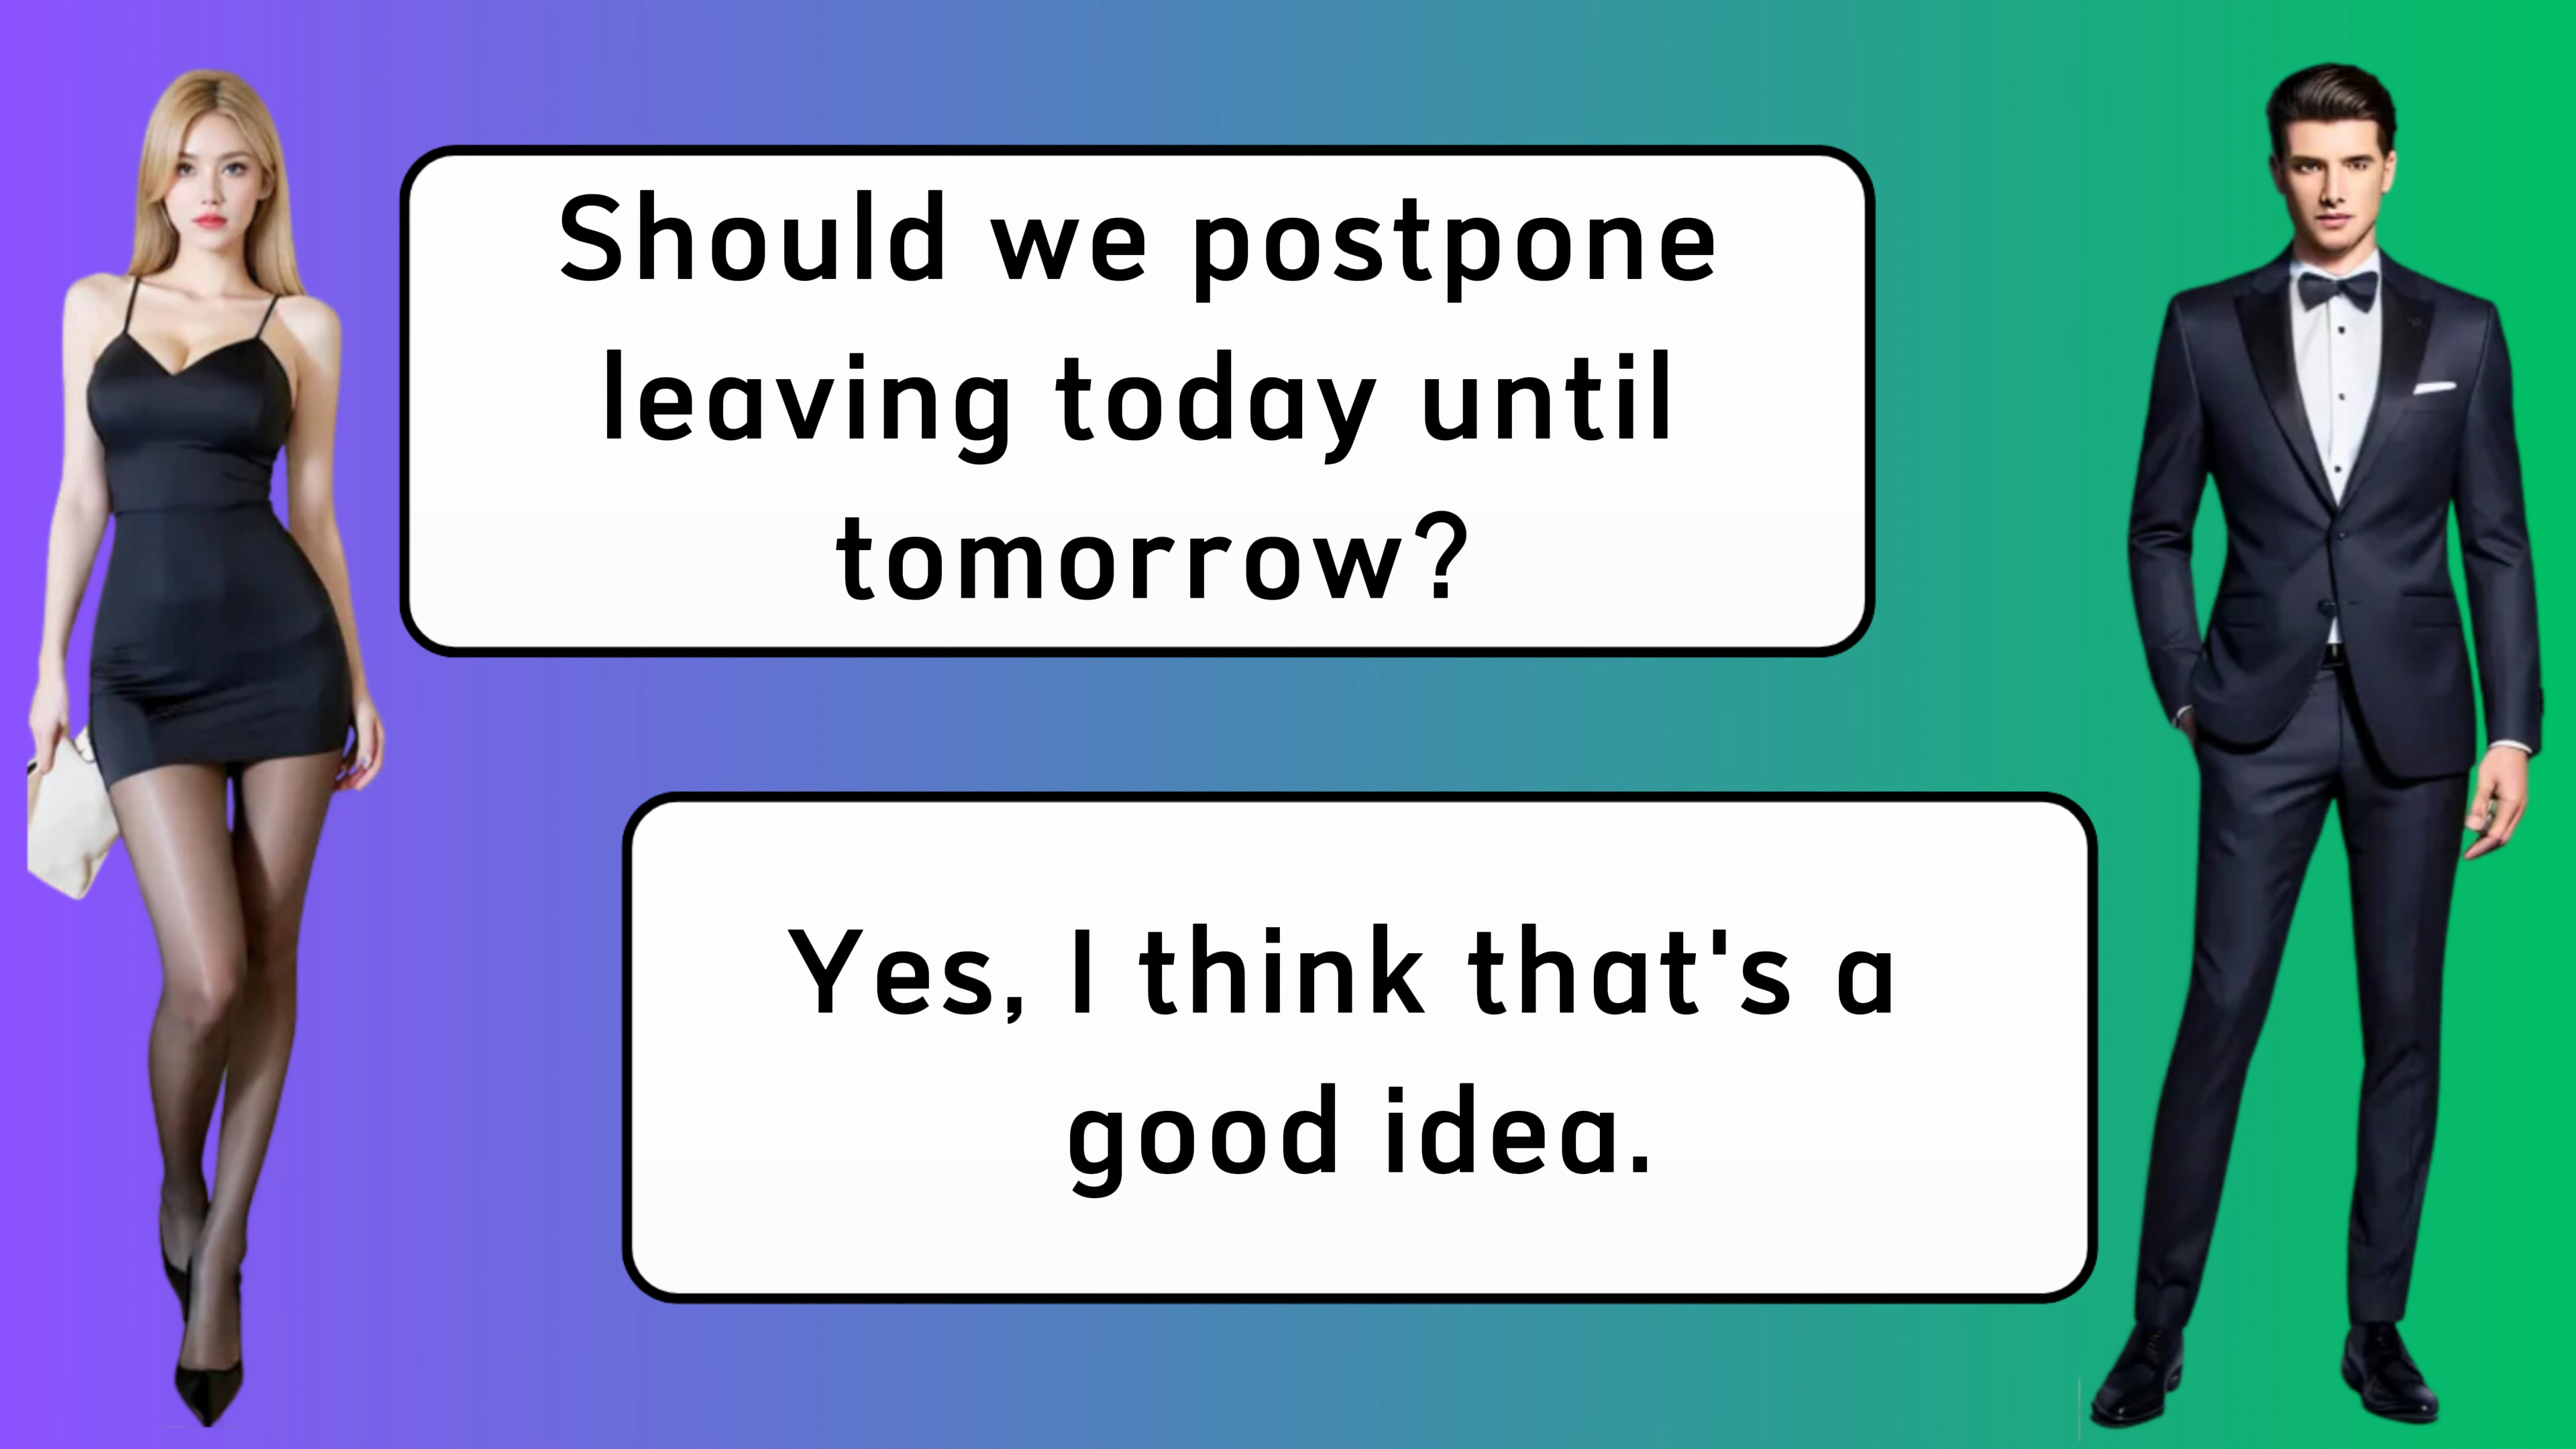 Should we postpone
leaving today until
tomorrow?
Yes, I think that's a
good idea.